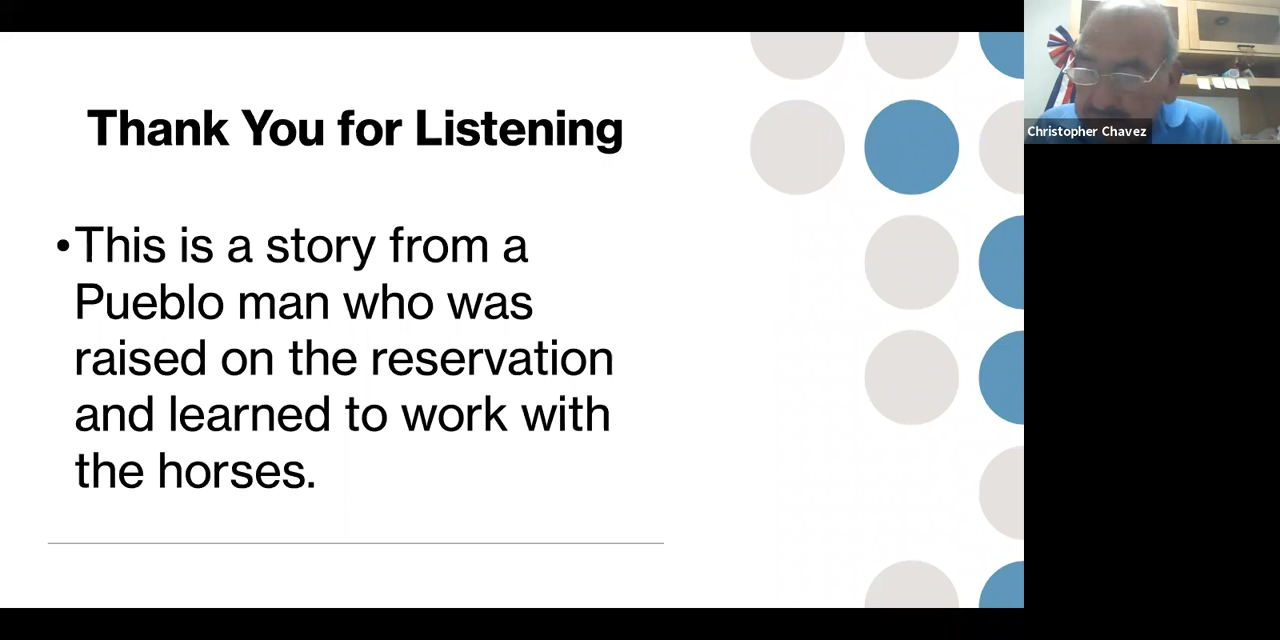 Thank You for Listening
•This is a story from a
Pueblo man who was
raised on the reservation
and learned to work with
the horses.
Christopher Chavez